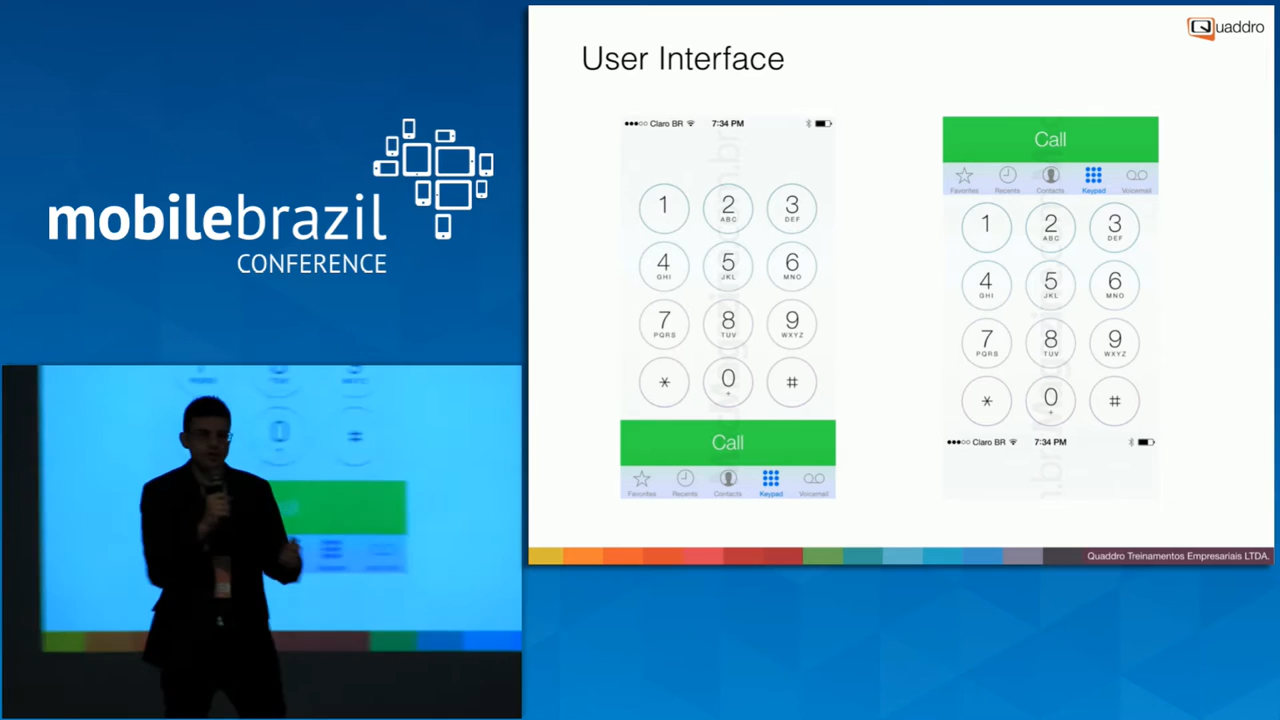 mobilebrazil
CONFERENCE
Quaddro
User Interface
Claro BR
7:34 PM
1
2
ABC
3
DEF
4
GHI
5
JKL
6
MNO
7
PQRS
8
TUV
9
WXYZ
*
0
+
#
Call
Favorites
Recents
Contacts
Keypad
Voicemail
Call
Favorites
Recents
Contacts
Keypad
Voicemail
1
2
ABC
3
DEF
4
GHI
5
JKL
6
MNO
7
PQRS
8
TUV
9
WXYZ
*
0
+
#
Claro BR
7:34 PM
Quaddro Treinamentos Empresariais LTDA.